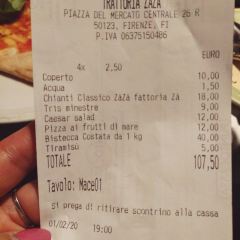 TRATTORIA ZAZA
PIAZZA DEL MERCATO CENTRALE 26 R
50123, FIRENZE, FI
P.IVA 06375150486
EURO
4x 2,50
Coperto 10,00
Acqua 1,50
Chianti Classico ZàZà fattoria Zà 18,00
Tris minestre 9,00
Caesar salad 12,00
Pizza ai frutti di mare 12,00
Bistecca Costata da 1 kg 40,00
Tiramisù 5,00
TOTALE 107,50
Tavolo: Mace01
Si prega di ritirare scontrino alla cassa
01/02/20 19:00